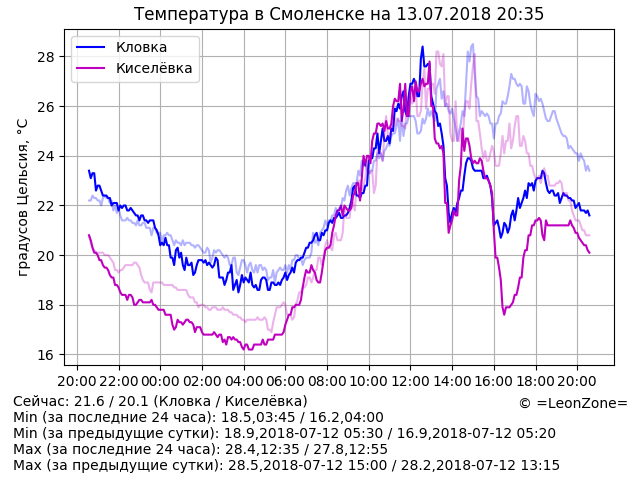 Температура в Смоленске на 13.07.2018 20:35
Кловка
Киселёвка
градусов Цельсия, °C
28
26
24
22
20
18
16
20:00 22:00 00:00 02:00 04:00 06:00 08:00 10:00 12:00 14:00 16:00 18:00 20:00
Сейчас: 21.6 / 20.1 (Кловка / Киселёвка)
© =LeonZone=
Min (за последние 24 часа): 18.5,03:45 / 16.2,04:00
Min (за предыдущие сутки): 18.9,2018-07-12 05:30 / 16.9,2018-07-12 05:20
Max (за последние 24 часа): 28.4,12:35 / 27.8,12:55
Max (за предыдущие сутки): 28.5,2018-07-12 15:00 / 28.2,2018-07-12 13:15